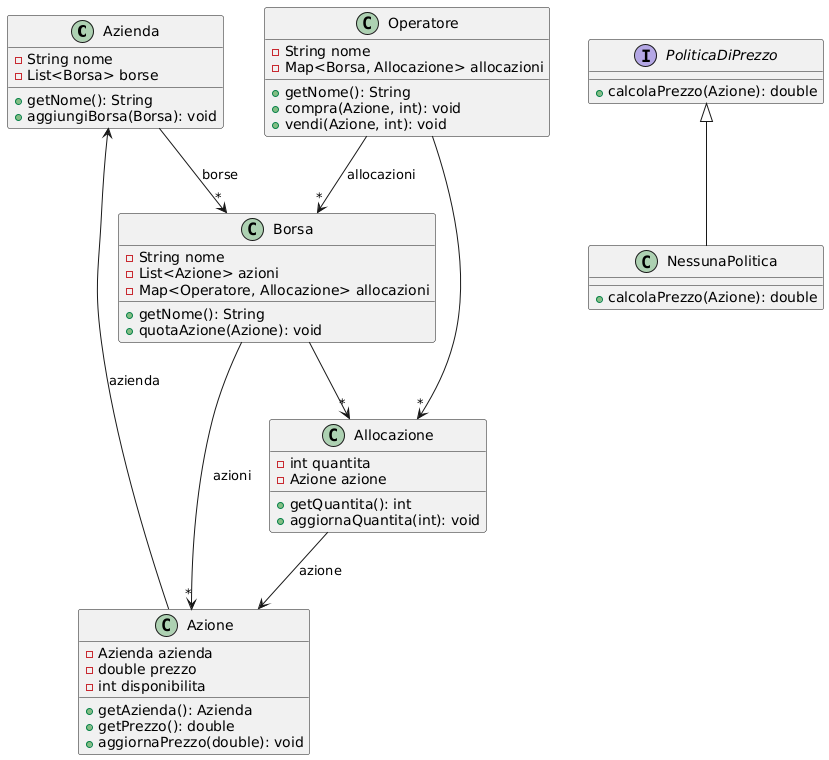 C Azienda
String nome
List<Borsa> borse
getNome(): String
aggiungiBorsa(Borsa): void
C Operatore
String nome
Map<Borsa, Allocazione> allocazioni
getNome(): String
compra(Azione, int): void
vendi(Azione, int): void
I PoliticaDiPrezzo
calcolaPrezzo(Azione): double
borse
*
allocazioni
*
C Borsa
String nome
List<Azione> azioni
Map<Operatore, Allocazione> allocazioni
getNome(): String
quotaAzione(Azione): void
C NessunaPolitica
calcolaPrezzo(Azione): double
azienda
*
*
C Allocazione
int quantita
Azione azione
getQuantita(): int
aggiornaQuantita(int): void
azioni
*
azione
C Azione
Azienda azienda
double prezzo
int disponibilita
getAzienda(): Azienda
getPrezzo(): double
aggiornaPrezzo(double): void